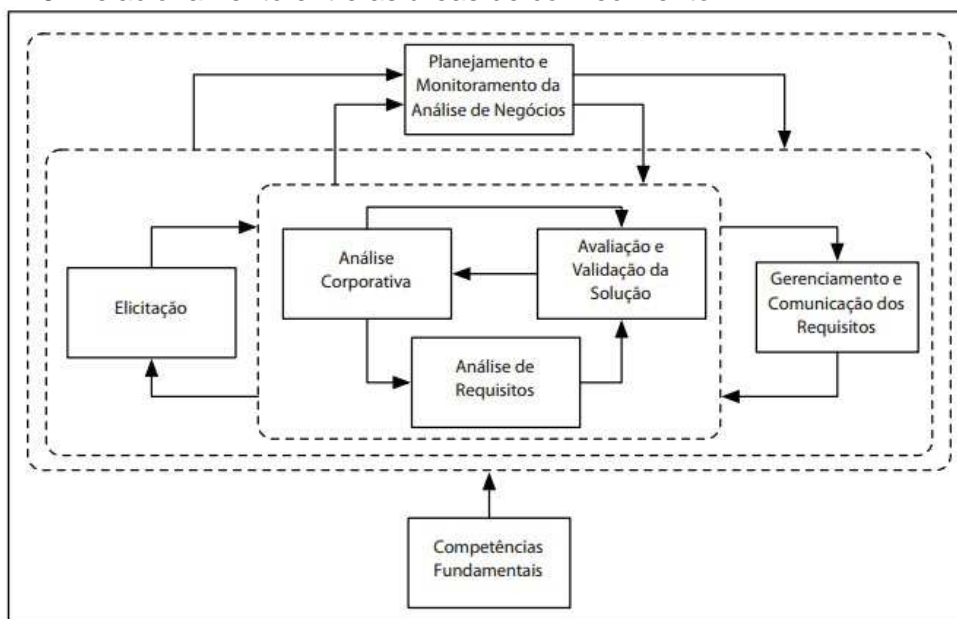 Planejamento e
Monitoramento da
Análise de Negócios
Análise
Corporativa
Avaliação e
Validação da
Solução
Elicitação
Gerenciamento e
Comunicação dos
Requisitos
Análise de
Requisitos
Competências
Fundamentais